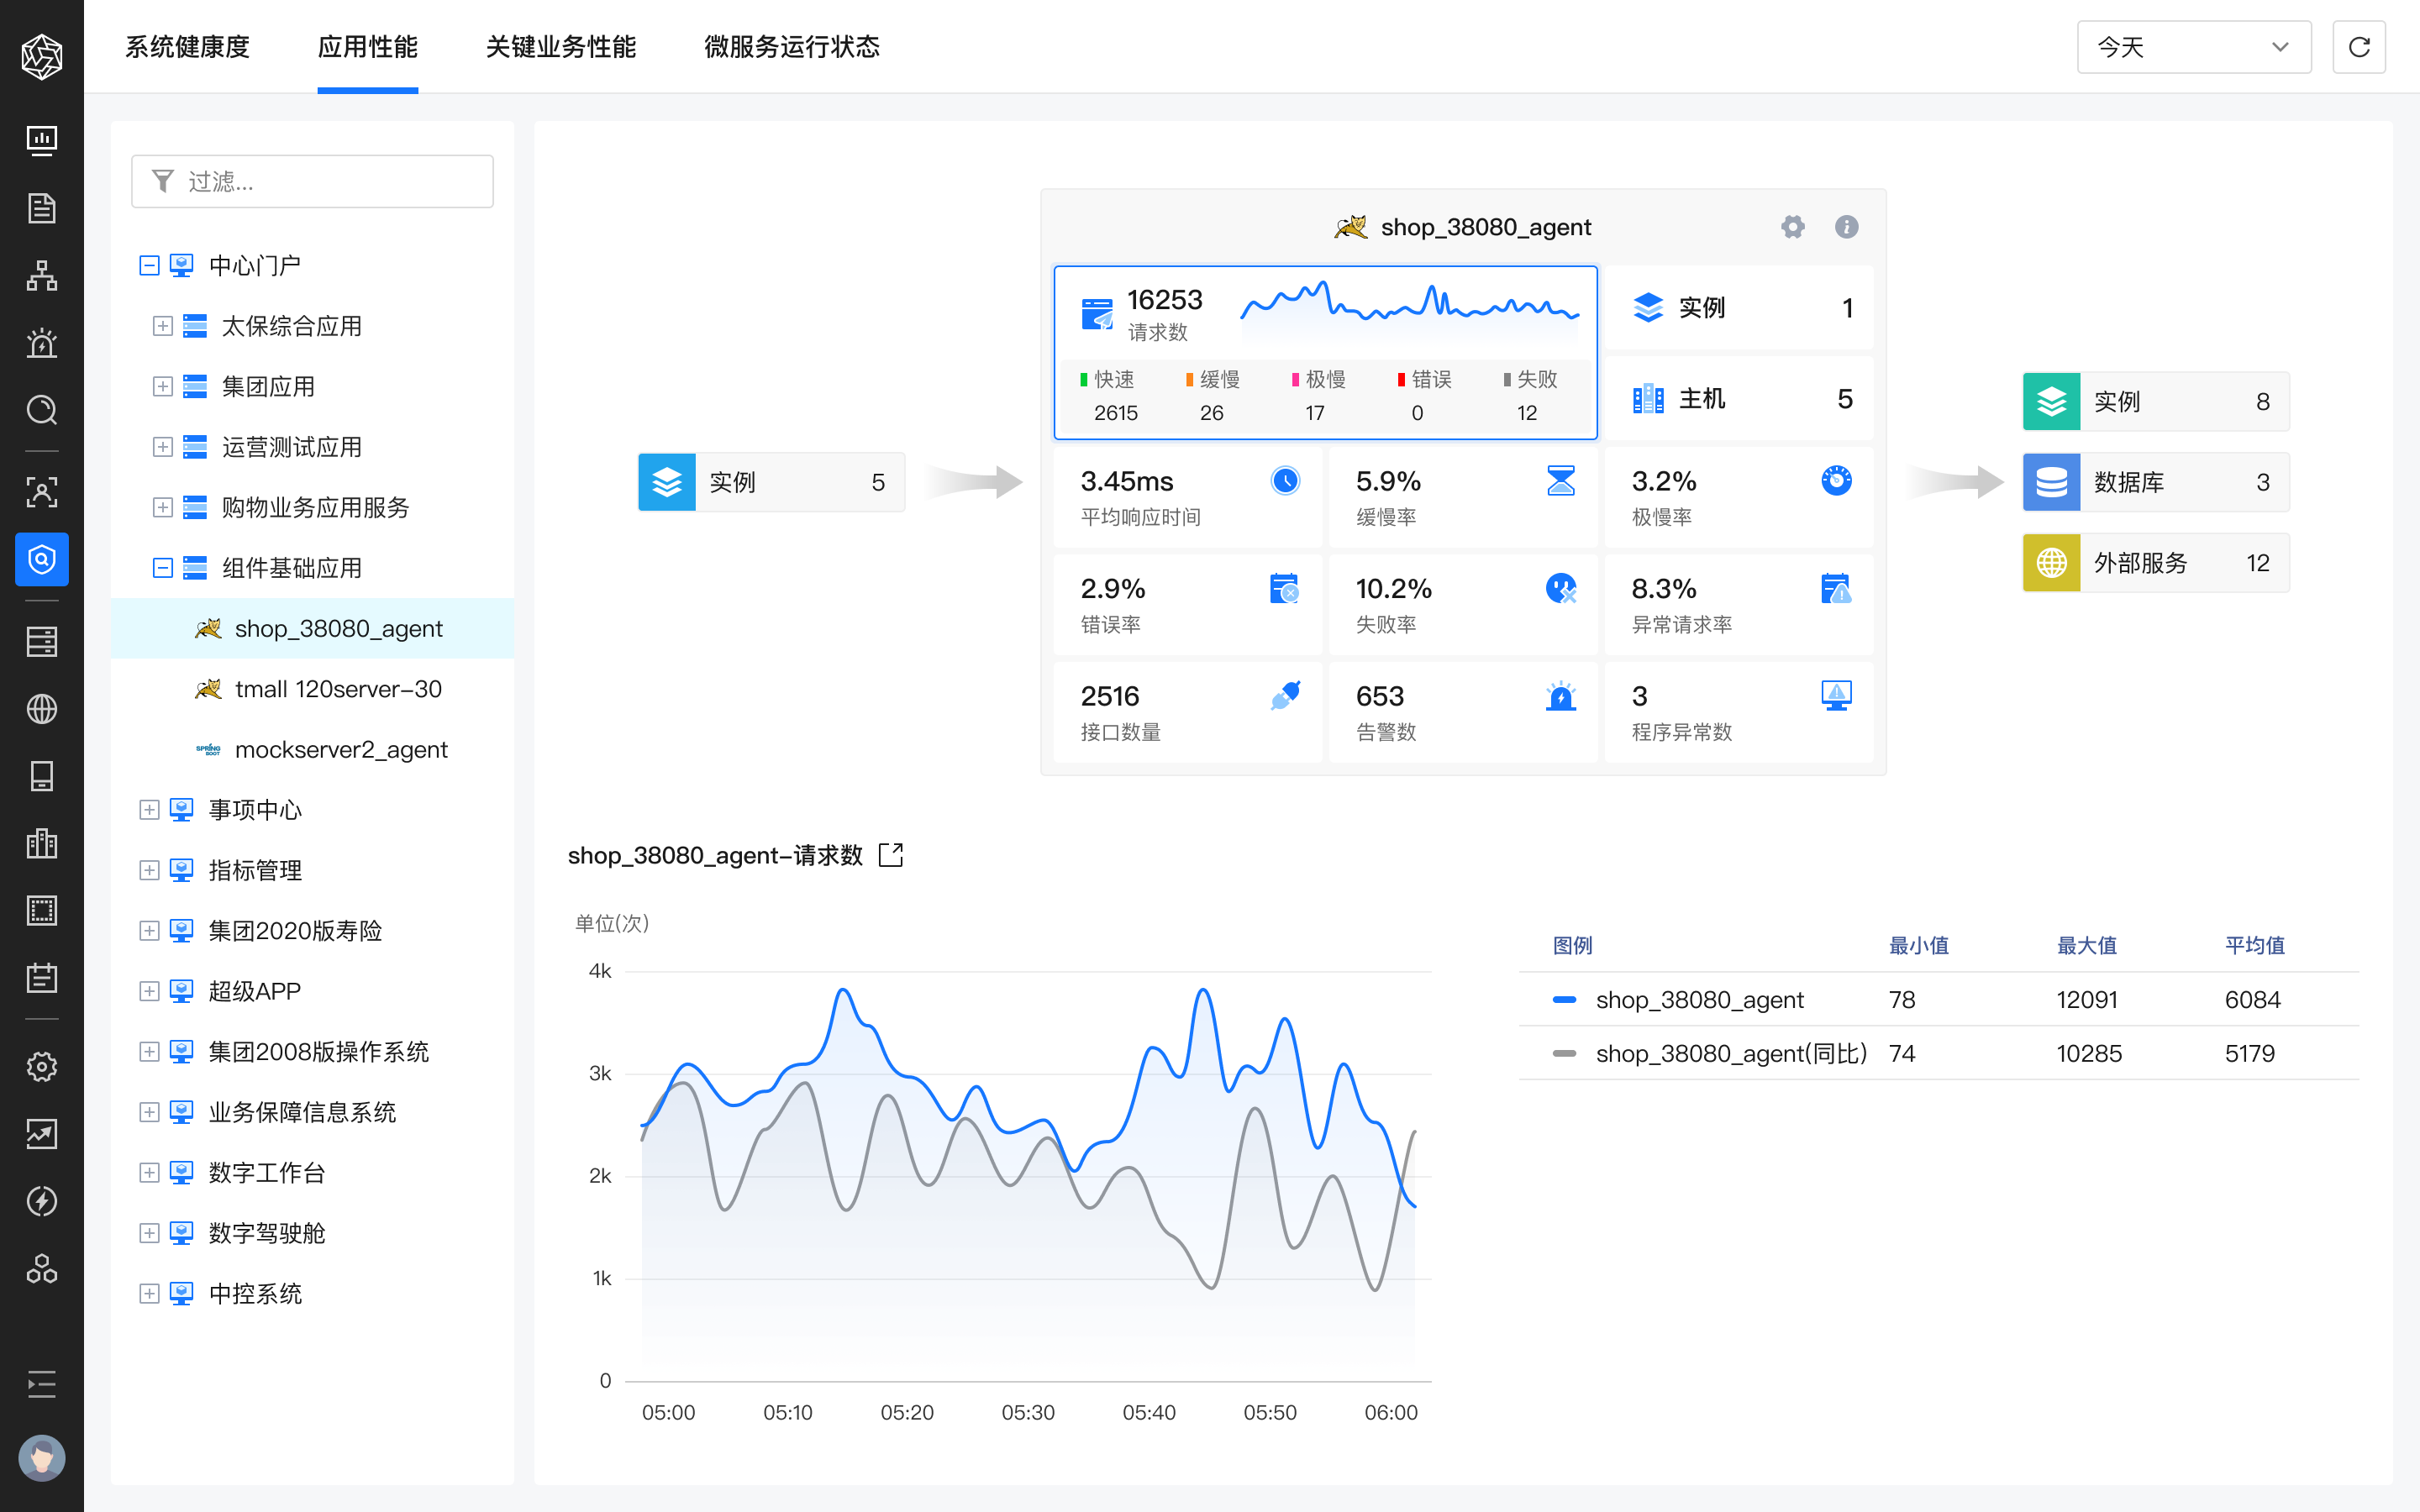 系统健康度 应用性能 关键业务性能 微服务运行状态 今天
过滤...
中心门户
太保综合应用
集团应用
运营测试应用
购物业务应用服务
组件基础应用
shop_38080_agent
tmall 120server-30
SPRING BOOT mockserver2_agent
事项中心
指标管理
集团2020版寿险
超级APP
集团2008版操作系统
业务保障信息系统
数字工作台
数字驾驶舱
中控系统
实例 5
shop_38080_agent
16253
请求数
快速 缓慢 极慢 错误 失败
2615 26 17 0 12
实例 1
主机 5
3.45ms 5.9% 3.2%
平均响应时间 缓慢率 极慢率
2.9% 10.2% 8.3%
错误率 失败率 异常请求率
2516 653 3
接口数量 告警数 程序异常数
实例 8
数据库 3
外部服务 12
shop_38080_agent-请求数
单位(次)
4k
3k
2k
1k
0
05:00 05:10 05:20 05:30 05:40 05:50 06:00
图例 最小值 最大值 平均值
shop_38080_agent 78 12091 6084
shop_38080_agent(同比) 74 10285 5179